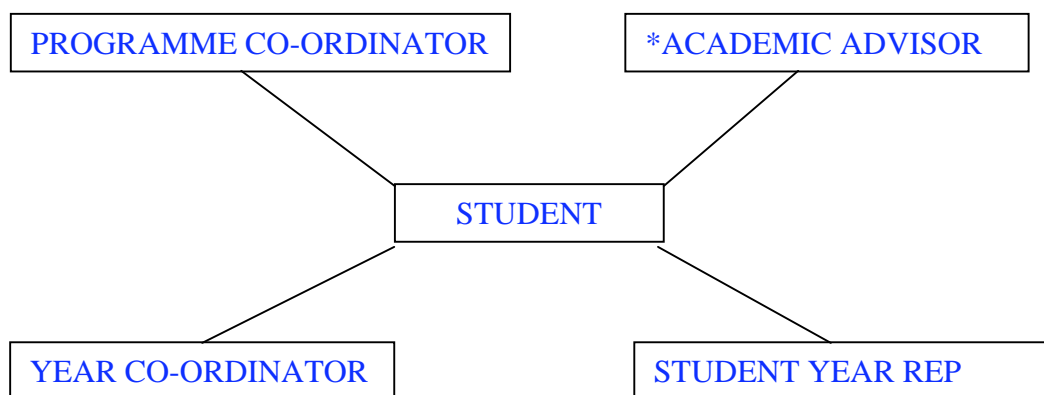 PROGRAMME CO-ORDINATOR
*ACADEMIC ADVISOR
STUDENT
YEAR CO-ORDINATOR
STUDENT YEAR REP